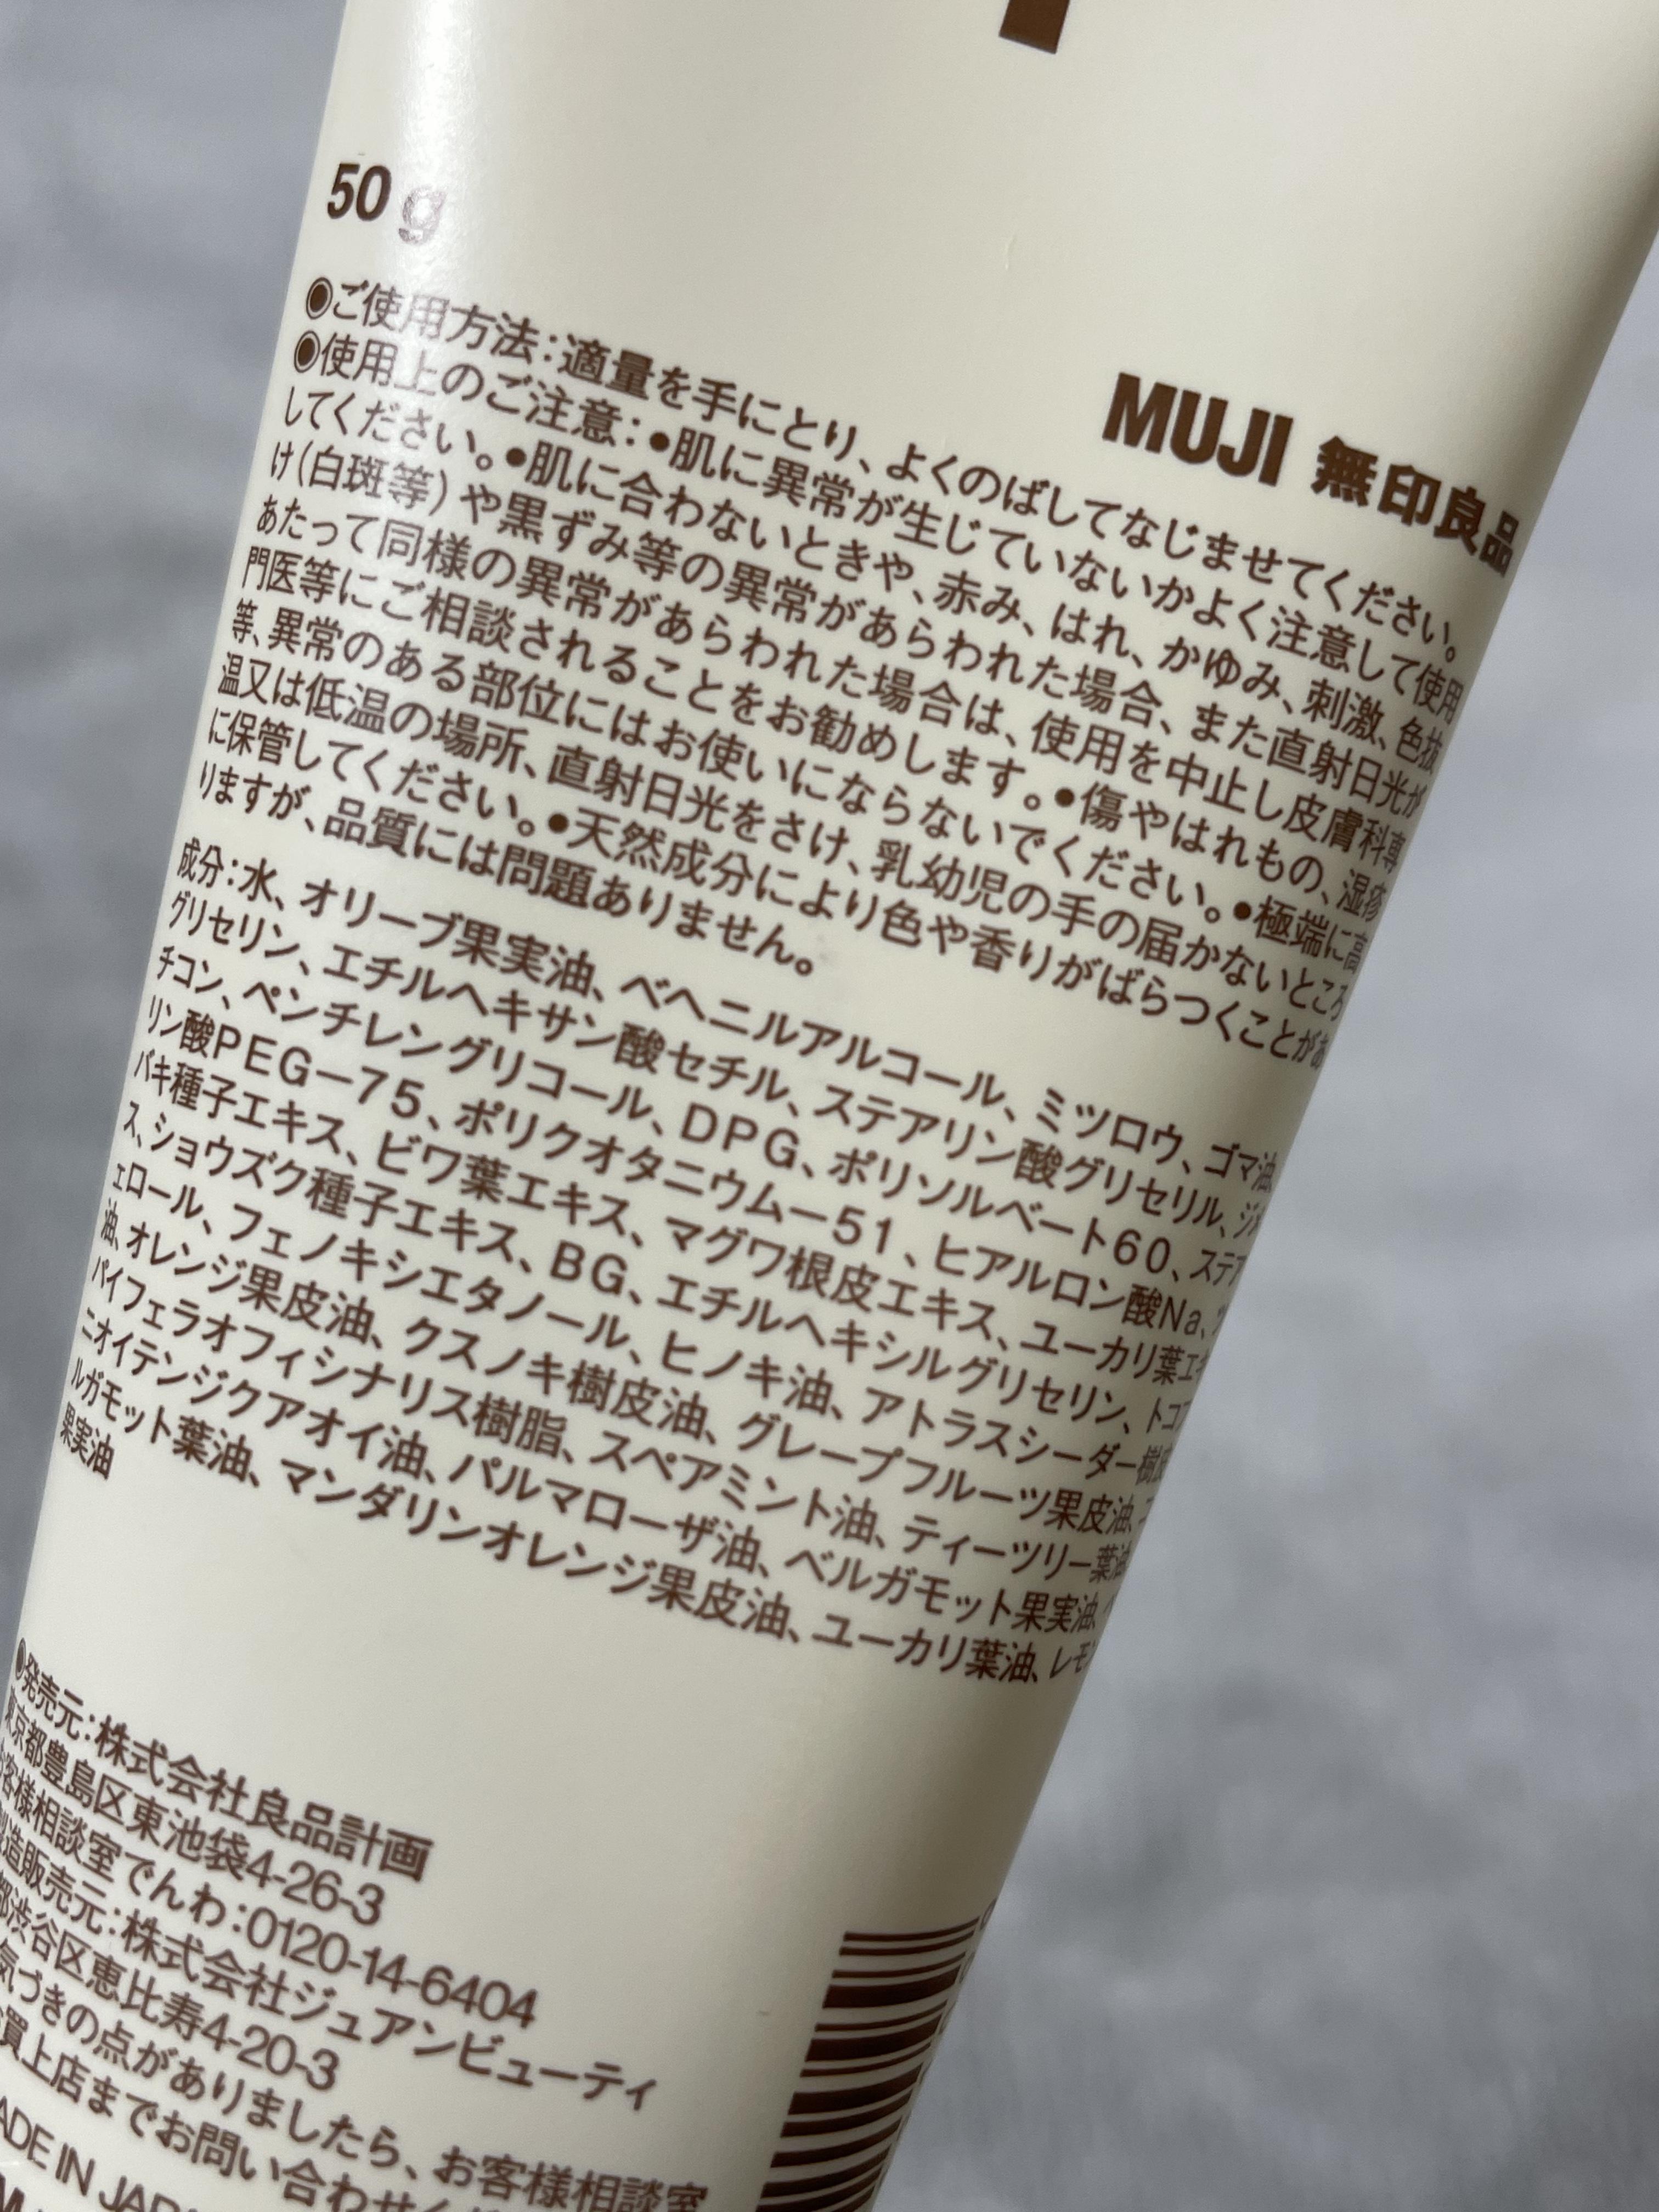 50 g
MUJI 無印良品
◉ご使用方法：適量を手にとり、よくのばしてなじませてください。
◉使用上のご注意：●肌に異常が生じていないかよく注意して使用
してください。●肌に合わないときや、赤み、はれ、かゆみ、刺激、色抜
け（白斑等）や黒ずみ等の異常があらわれた場合、また直射日光が
あたって同様の異常があらわれた場合は、使用を中止し皮膚科専
門医等にご相談されることをお勧めします。●傷やはれもの、湿疹
等、異常のある部位にはお使いにならないでください。●極端に高
温又は低温の場所、直射日光をさけ、乳幼児の手の届かないところ
に保管してください。●天然成分により色や香りがばらつくことがあ
りますが、品質には問題ありません。
成分：水、オリーブ果実油、ベヘニルアルコール、ミツロウ、ゴマ油、
グリセリン、エチルヘキサン酸セチル、ステアリン酸グリセリル、ジメ
チコン、ペンチレングリコール、DPG、ポリソルベート60、ステア
リン酸PEG－75、ポリクオタニウム－51、ヒアルロン酸Na、ツ
バキ種子エキス、ビワ葉エキス、マグワ根皮エキス、ユーカリ葉エキ
ス、ショウズク種子エキス、BG、エチルヘキシルグリセリン、トコフ
ェロール、フェノキシエタノール、ヒノキ油、アトラスシーダー樹皮
油、オレンジ果皮油、クスノキ樹皮油、グレープフルーツ果皮油、
パイフェラオフィシナリス樹脂、スペアミント油、ティーツリー葉油、
ニオイテンジクアオイ油、パルマローザ油、ベルガモット果実油、ベ
ルガモット葉油、マンダリンオレンジ果皮油、ユーカリ葉油、レモン
果実油
◉発売元：株式会社良品計画
東京都豊島区東池袋4-26-3
お客様相談室でんわ：0120-14-6404
製造販売元：株式会社ジュアンビューティ
都渋谷区恵比寿4-20-3
気づきの点がありましたら、お客様相談室
買上店までお問い合わせ
ADE IN JAPA